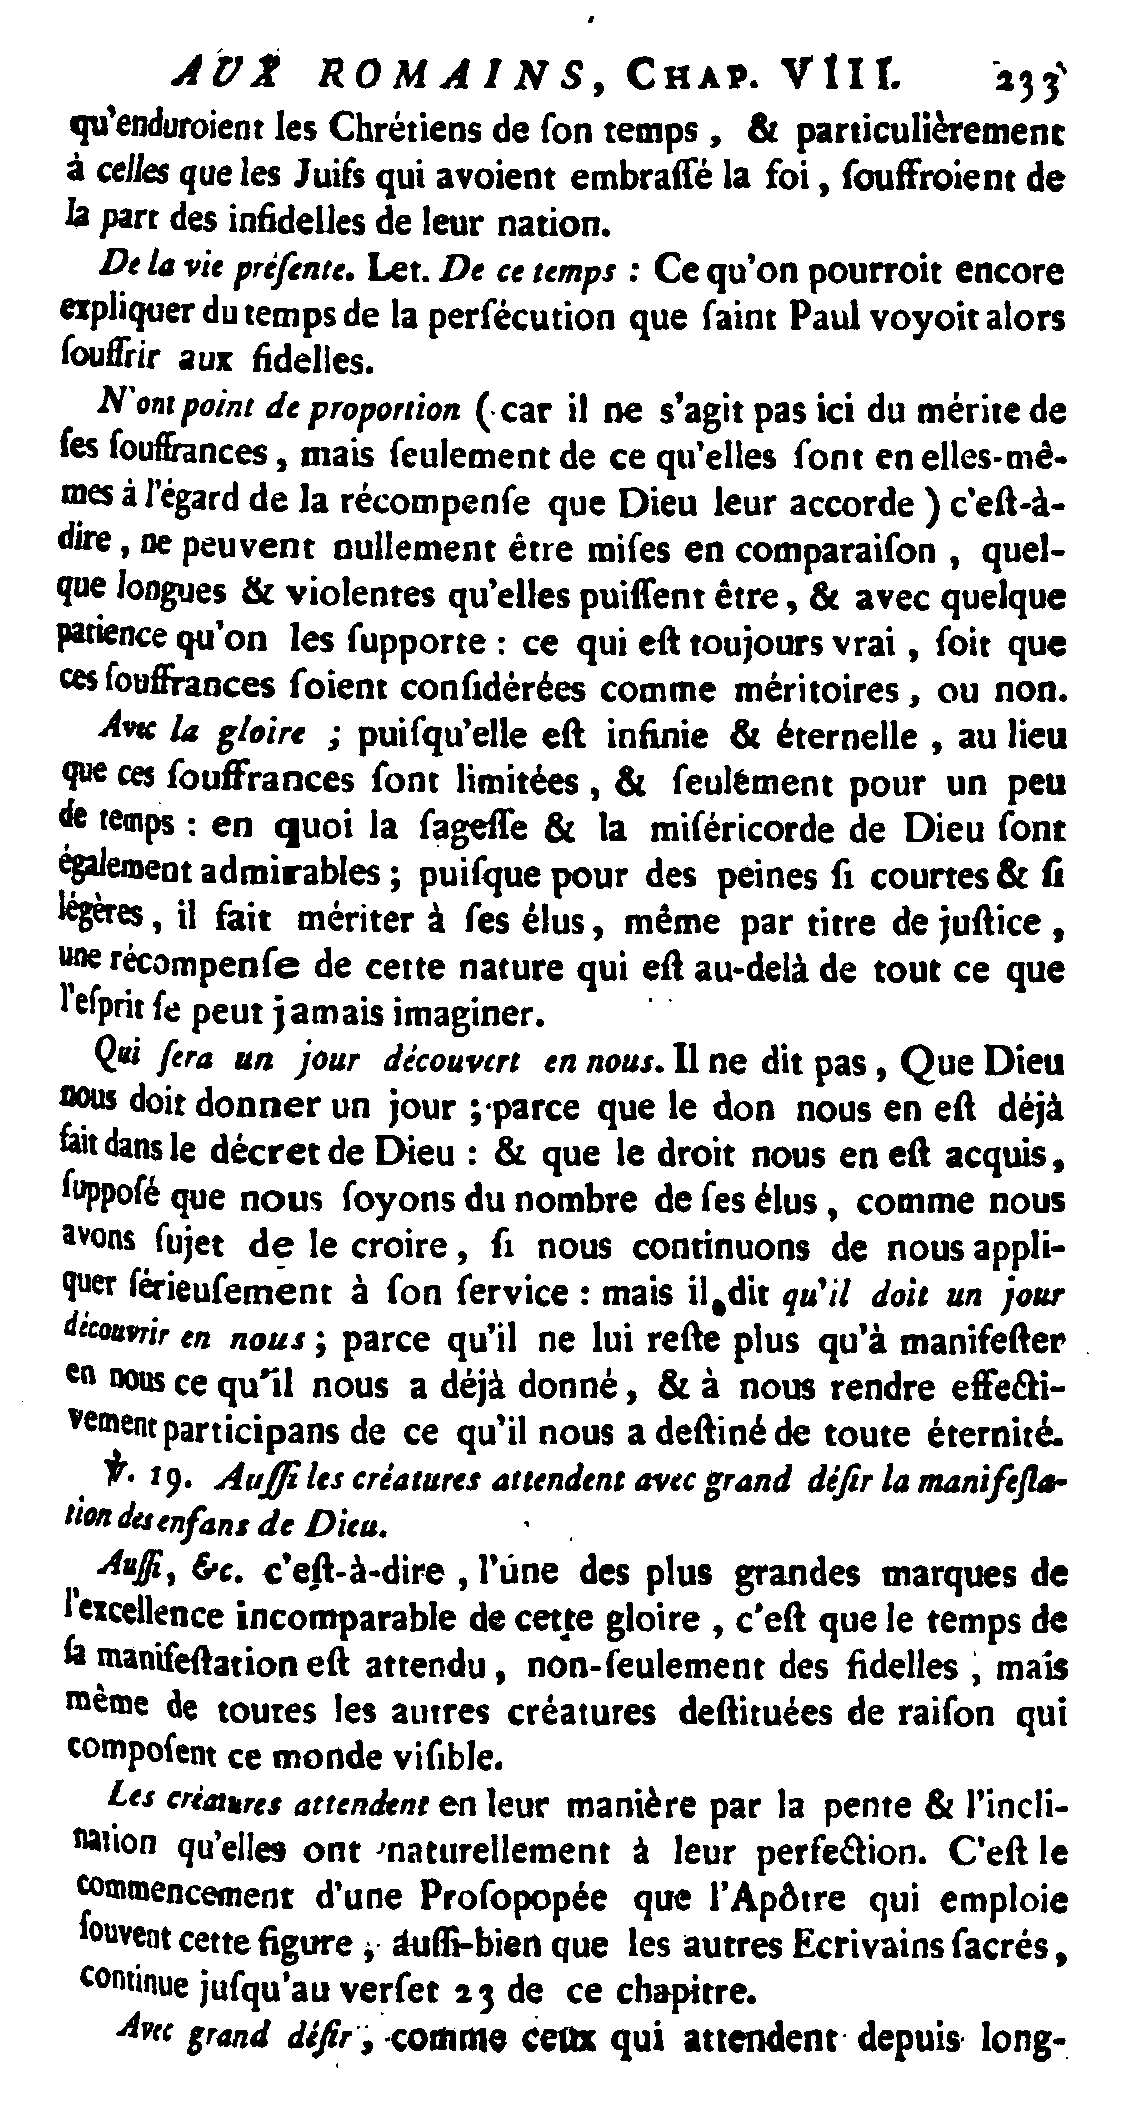 AUX ROMAINS, CHAP. VIII. 233
qu'enduroient les Chrétiens de ſon temps, & particulièrement
à celles que les Juifs qui avoient embraſſé la foi, ſouffroient de
la part des infidelles de leur nation.
De la vie préſente. Let. De ce temps : Ce qu'on pourroit encore
expliquer du temps de la perſécution que ſaint Paul voyoit alors
ſouffrir aux fidelles.
N'ont point de proportion ( car il ne s'agit pas ici du mérite de
ſes ſouffrances, mais ſeulement de ce qu'elles ſont en elles-mê-
mes à l'égard de la récompenſe que Dieu leur accorde ) c'eſt-à-
dire, ne peuvent nullement être miſes en comparaiſon, quel-
que longues & violentes qu'elles puiſſent être, & avec quelque
patience qu'on les ſupporte : ce qui eſt toujours vrai, ſoit que
ces ſouffrances ſoient conſidérées comme méritoires, ou non.
Avec la gloire ; puiſqu'elle eſt infinie & éternelle, au lieu
que ces ſouffrances ſont limitées, & ſeulement pour un peu
de temps : en quoi la ſageſſe & la miſéricorde de Dieu ſont
également admirables ; puiſque pour des peines ſi courtes & ſi
légères, il fait mériter à ſes élus, même par titre de juſtice,
une récompenſe de cette nature qui eſt au-delà de tout ce que
l'eſprit ſe peut jamais imaginer.
Qui ſera un jour découvert en nous. Il ne dit pas, Que Dieu
nous doit donner un jour ; parce que le don nous en eſt déjà
fait dans le décret de Dieu : & que le droit nous en eſt acquis,
ſuppoſé que nous ſoyons du nombre de ſes élus, comme nous
avons ſujet de le croire, ſi nous continuons de nous appli-
quer ſérieuſement à ſon ſervice : mais il dit qu'il doit un jour
découvrir en nous ; parce qu'il ne lui reſte plus qu'à manifeſter
en nous ce qu'il nous a déjà donné, & à nous rendre effecti-
vement participans de ce qu'il nous a deſtiné de toute éternité.
℣. 19. Auſſi les créatures attendent avec grand déſir la manifeſta-
tion des enfans de Dieu.
Auſſi, &c. c'eſt-à-dire, l'une des plus grandes marques de
l'excellence incomparable de cette gloire, c'eſt que le temps de
ſa manifeſtation eſt attendu, non-ſeulement des fidelles, mais
même de toutes les autres créatures deſtituées de raiſon qui
compoſent ce monde viſible.
Les créatures attendent en leur manière par la pente & l'incli-
nation qu'elles ont naturellement à leur perfection. C'eſt le
commencement d'une Proſopopée que l'Apôtre qui emploie
ſouvent cette figure, auſſi-bien que les autres Ecrivains ſacrés,
continue juſqu'au verſet 23 de ce chapitre.
Avec grand déſir, comme ceux qui attendent depuis long-